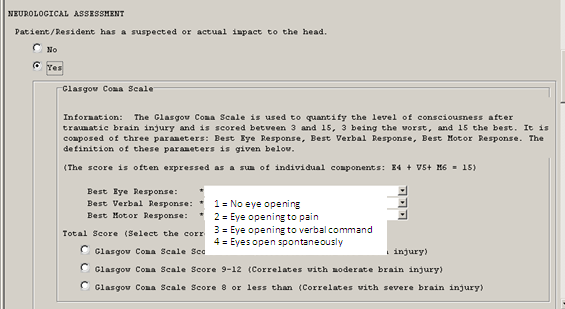 NEUROLOGICAL ASSESSMENT
Patient/Resident has a suspected or actual impact to the head.
No
Yes
Glasgow Coma Scale
Information: The Glasgow Coma Scale is used to quantify the level of consciousness after
traumatic brain injury and is scored between 3 and 15, 3 being the worst, and 15 the best. It is
composed of three parameters: Best Eye Response, Best Verbal Response, Best Motor Response. The
definition of these parameters is given below.
(The score is often expressed as a sum of individual components: E4 + V5+ M6 = 15)
Best Eye Response: *
Best Verbal Response: *
Best Motor Response: *
1 = No eye opening
2 = Eye opening to pain
3 = Eye opening to verbal command
4 = Eyes open spontaneously
Total Score (Select the
Glasgow Coma Scale injury)
Glasgow Coma Scale Score 9-12 (Correlates with moderate brain injury)
Glasgow Coma Scale Score 8 or less than (Correlates with severe brain injury)